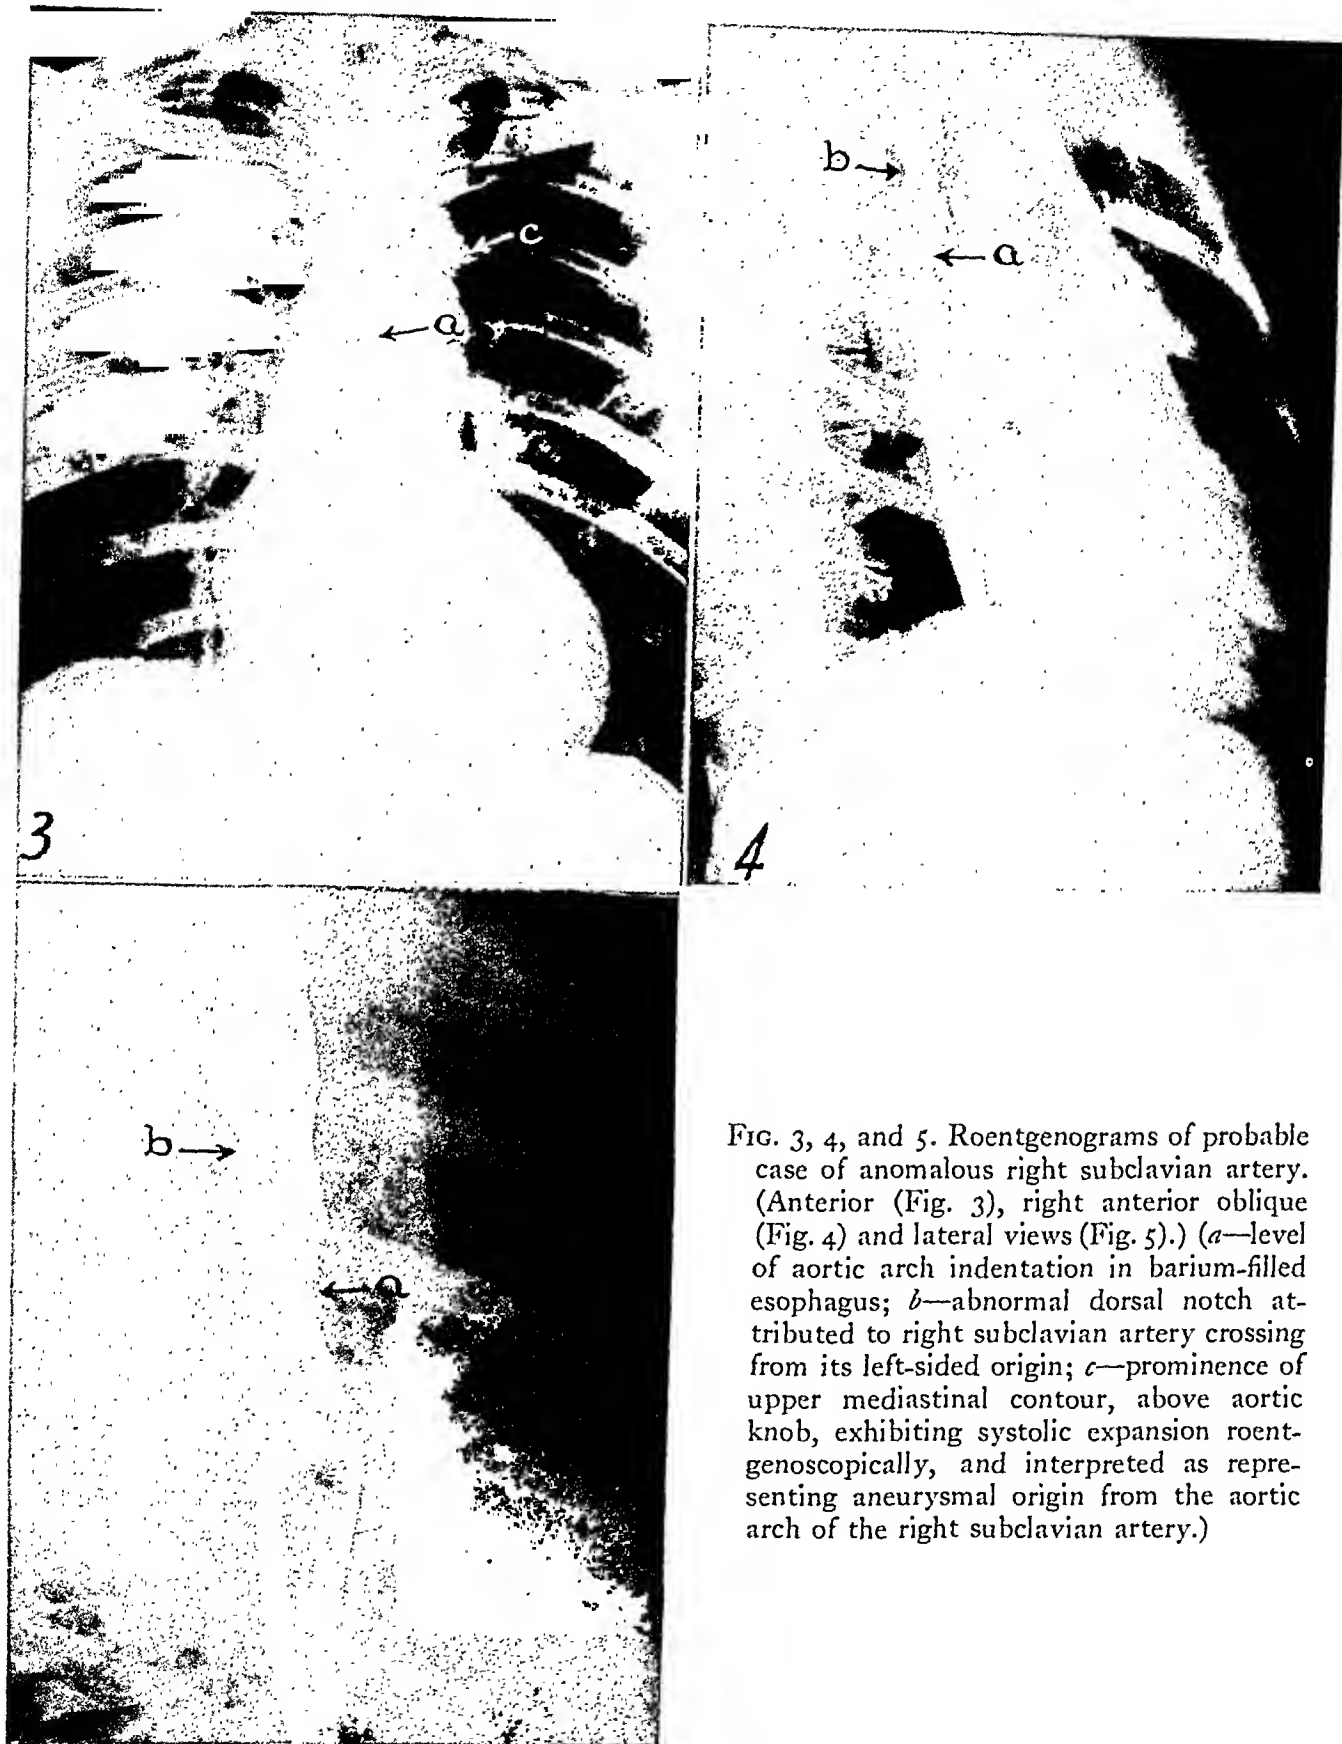 b
a
c
a
3
4
b
a
FIG. 3, 4, and 5. Roentgenograms of probable
case of anomalous right subclavian artery.
(Anterior (Fig. 3), right anterior oblique
(Fig. 4) and lateral views (Fig. 5).) (a—level
of aortic arch indentation in barium-filled
esophagus; b—abnormal dorsal notch at-
tributed to right subclavian artery crossing
from its left-sided origin; c—prominence of
upper mediastinal contour, above aortic
knob, exhibiting systolic expansion roent-
genoscopically, and interpreted as repre-
senting aneurysmal origin from the aortic
arch of the right subclavian artery.)